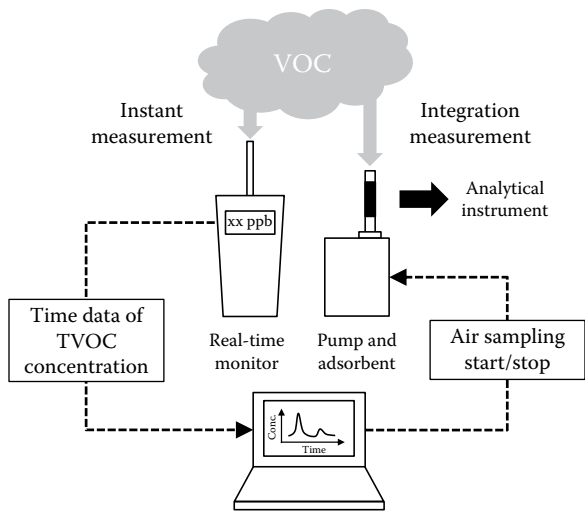 VOC
Instant
measurement
Integration
measurement
Analytical
instrument
xx ppb
Time data of
TVOC
concentration
Real-time
monitor
Pump and
adsorbent
Air sampling
start/stop
Conc.
Time